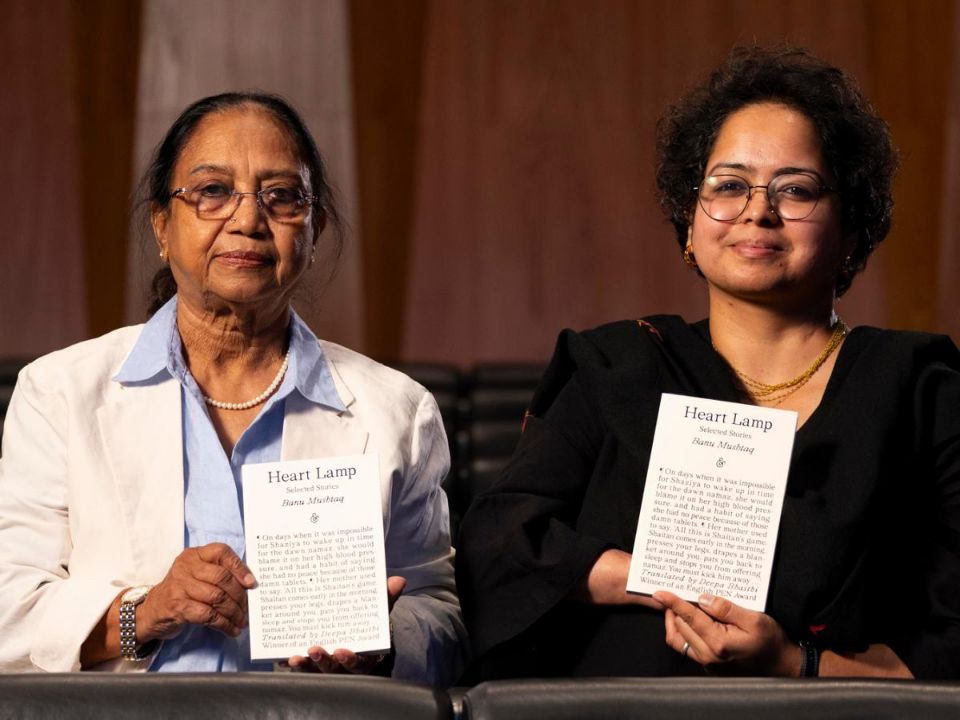 Heart Lamp
Selected Stories
Banu Mushtaq
&
¶ On days when it was impossible
for Shaziya to wake up in time
for the dawn namaz, she would
blame it on her high blood pres-
sure, and had a habit of saying
she had no peace because of those
damn tablets. ¶ Her mother used
to say, 'All this is Shaitan's game.
Shaitan comes early in the morning,
presses your legs, drapes a blan-
ket around you, pats you back to
sleep and stops you from offering
namaz. You must kick him away
Translated by Deepa Bhasthi
Winner of an English PEN Award
Heart Lamp
Selected Stories
Banu Mushtaq
&
¶ On days when it was impossible
for Shaziya to wake up in time
for the dawn namaz, she would
blame it on her high blood pres-
sure, and had a habit of saying
she had no peace because of those
damn tablets. ¶ Her mother used
to say, 'All this is Shaitan's game.
Shaitan comes early in the morning,
presses your legs, drapes a blan-
ket around you, pats you back to
sleep and stops you from offering
namaz. You must kick him away
Translated by Deepa Bhasthi
Winner of an English PEN Award